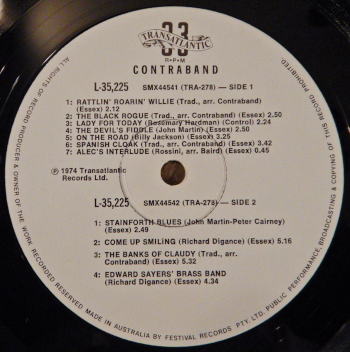 33
TRANSATLANTIC
R•P•M
CONTRABAND
L-35,225 SMX44541 (TRA-278) — SIDE 1
1: RATTLIN' ROARIN' WILLIE (Trad., arr. Contraband)
(Essex) 2.12
2: THE BLACK ROGUE (Trad., arr. Contraband) (Essex) 2.50
3: LADY FOR TODAY (Rosemary Hardman) (Control) 2.24
4: THE DEVIL'S FIDDLE (John Martin) (Essex) 2.50
5: ON THE ROAD (Billy Jackson) (Essex) 3.25
6: SPANISH CLOAK (Trad., arr. Contraband) (Essex) 3.42
7: ALEC'S INTERLUDE (Rossini, arr. Baird) (Essex) 0.45
℗ 1974 Transatlantic
Records Ltd.
L-35,225 SMX44542 (TRA-278) — SIDE 2
1: STAINFORTH BLUES (John Martin-Peter Cairney)
(Essex) 2.49
2: COME UP SMILING (Richard Digance) (Essex) 5.16
3: THE BANKS OF CLAUDY (Trad., arr.
Contraband) (Essex) 5.32
4: EDWARD SAYERS' BRASS BAND
(Richard Digance) (Essex) 4.34
ALL RIGHTS OF RECORD PRODUCER & OWNER OF THE WORK RECORDED RESERVED. MADE IN AUSTRALIA BY FESTIVAL RECORDS PTY. LTD. PUBLIC PERFORMANCE, BROADCASTING & COPYING OF THIS RECORD PROHIBITED